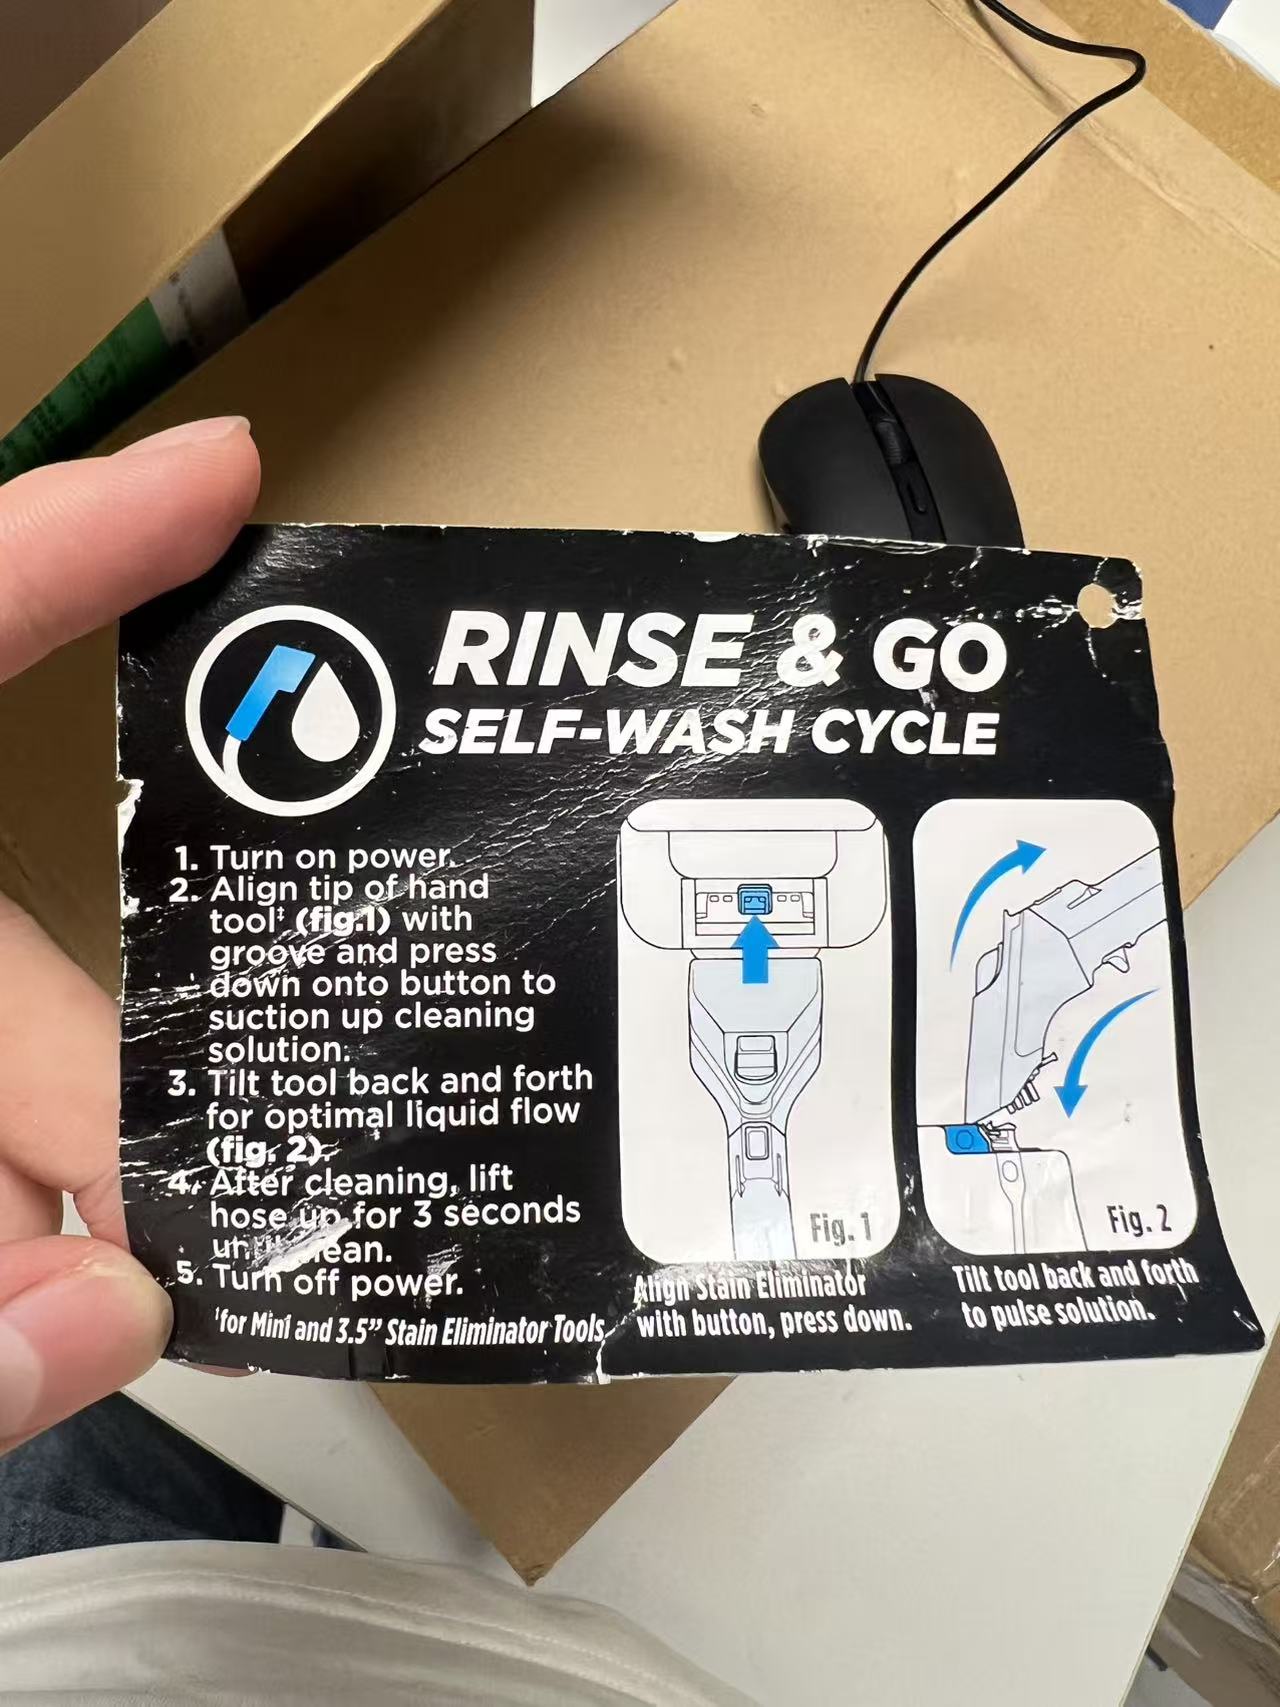 RINSE & GO
SELF-WASH CYCLE
1. Turn on power.
2. Align tip of hand
tool‡ (fig.1) with
groove and press
down onto button to
suction up cleaning
solution.
3. Tilt tool back and forth
for optimal liquid flow
(fig. 2).
4. After cleaning, lift
hose up for 3 seconds
until clean.
5. Turn off power.
‡for Mini and 3.5” Stain Eliminator Tools
Fig. 1
Align Stain Eliminator
with button, press down.
Fig. 2
Tilt tool back and forth
to pulse solution.